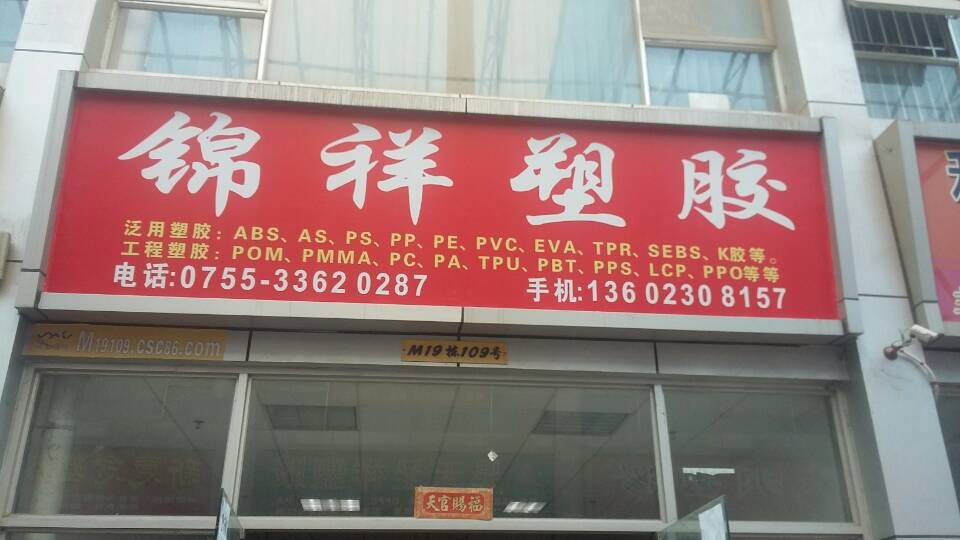 锦祥塑胶
泛用塑胶：ABS、AS、PS、PP、PE、PVC、EVA、TPR、SEBS、K胶等。
工程塑胶：POM、PMMA、PC、PA、TPU、PBT、PPS、LCP、PPO等等
电话:0755-3362 0287
手机:136 0230 8157
M19109.csc86.com
M19栋109号
天官賜福